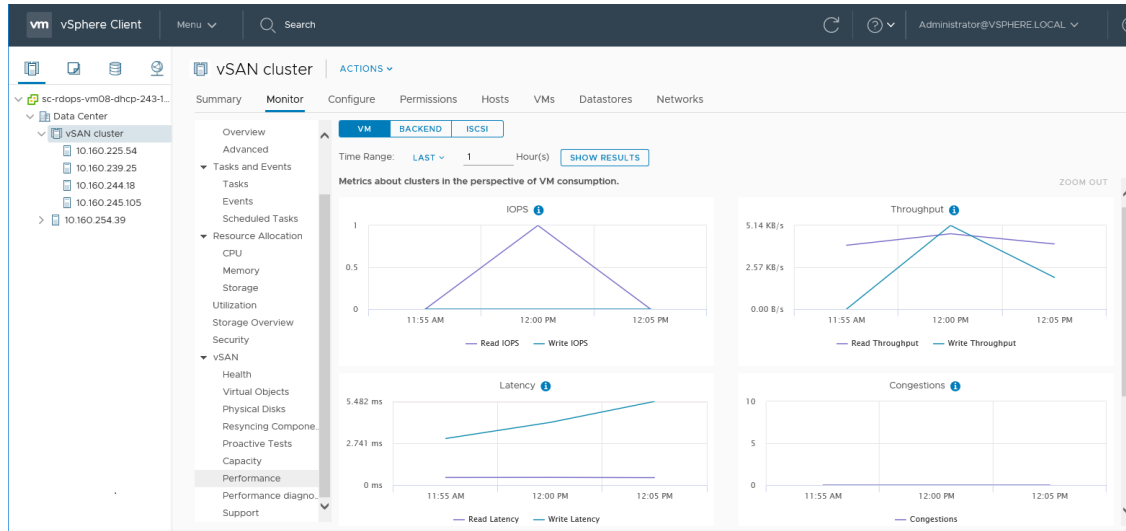 vm vSphere Client Menu Search Administrator@VSPHERE.LOCAL
vSAN cluster ACTIONS
sc-rdops-vm08-dhcp-243-1...
Data Center
vSAN cluster
10.160.225.54
10.160.239.25
10.160.244.18
10.160.245.105
10.160.254.39
Summary Monitor Configure Permissions Hosts VMs Datastores Networks
Overview
Advanced
Tasks and Events
Tasks
Events
Scheduled Tasks
Resource Allocation
CPU
Memory
Storage
Utilization
Storage Overview
Security
vSAN
Health
Virtual Objects
Physical Disks
Resyncing Compone...
Proactive Tests
Capacity
Performance
Performance diagno...
Support
VM BACKEND ISCSI
Time Range: LAST 1 Hour(s) SHOW RESULTS
Metrics about clusters in the perspective of VM consumption.
ZOOM OUT
IOPS
1
0.5
0
11:55 AM 12:00 PM 12:05 PM
Read IOPS Write IOPS
Throughput
5.14 KB/s
2.57 KB/s
0.00 B/s
11:55 AM 12:00 PM 12:05 PM
Read Throughput Write Throughput
Latency
5.482 ms
2.741 ms
0 ms
11:55 AM 12:00 PM 12:05 PM
Read Latency Write Latency
Congestions
10
5
0
11:55 AM 12:00 PM 12:05 PM
Congestions